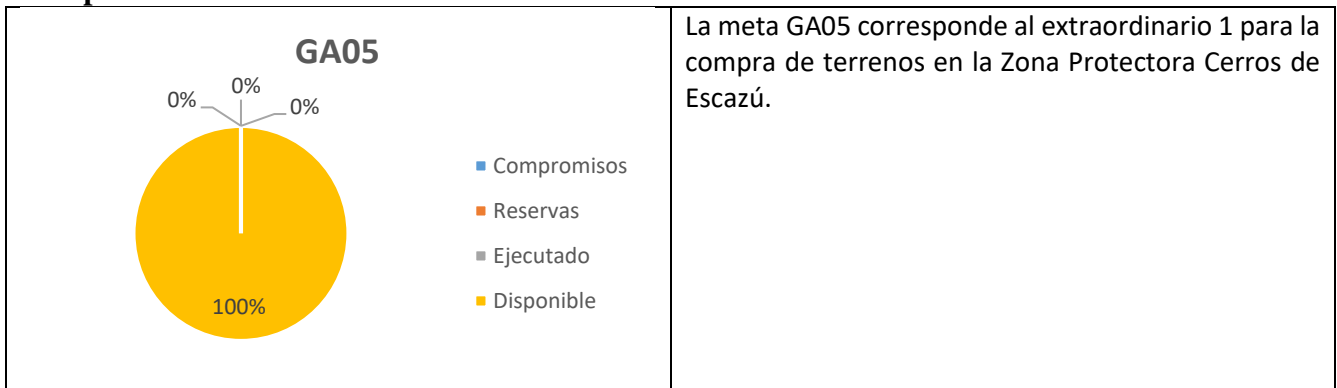 GA05
0%
0%
0%
100%
Compromisos
Reservas
Ejecutado
Disponible
La meta GA05 corresponde al extraordinario 1 para la
compra de terrenos en la Zona Protectora Cerros de
Escazú.